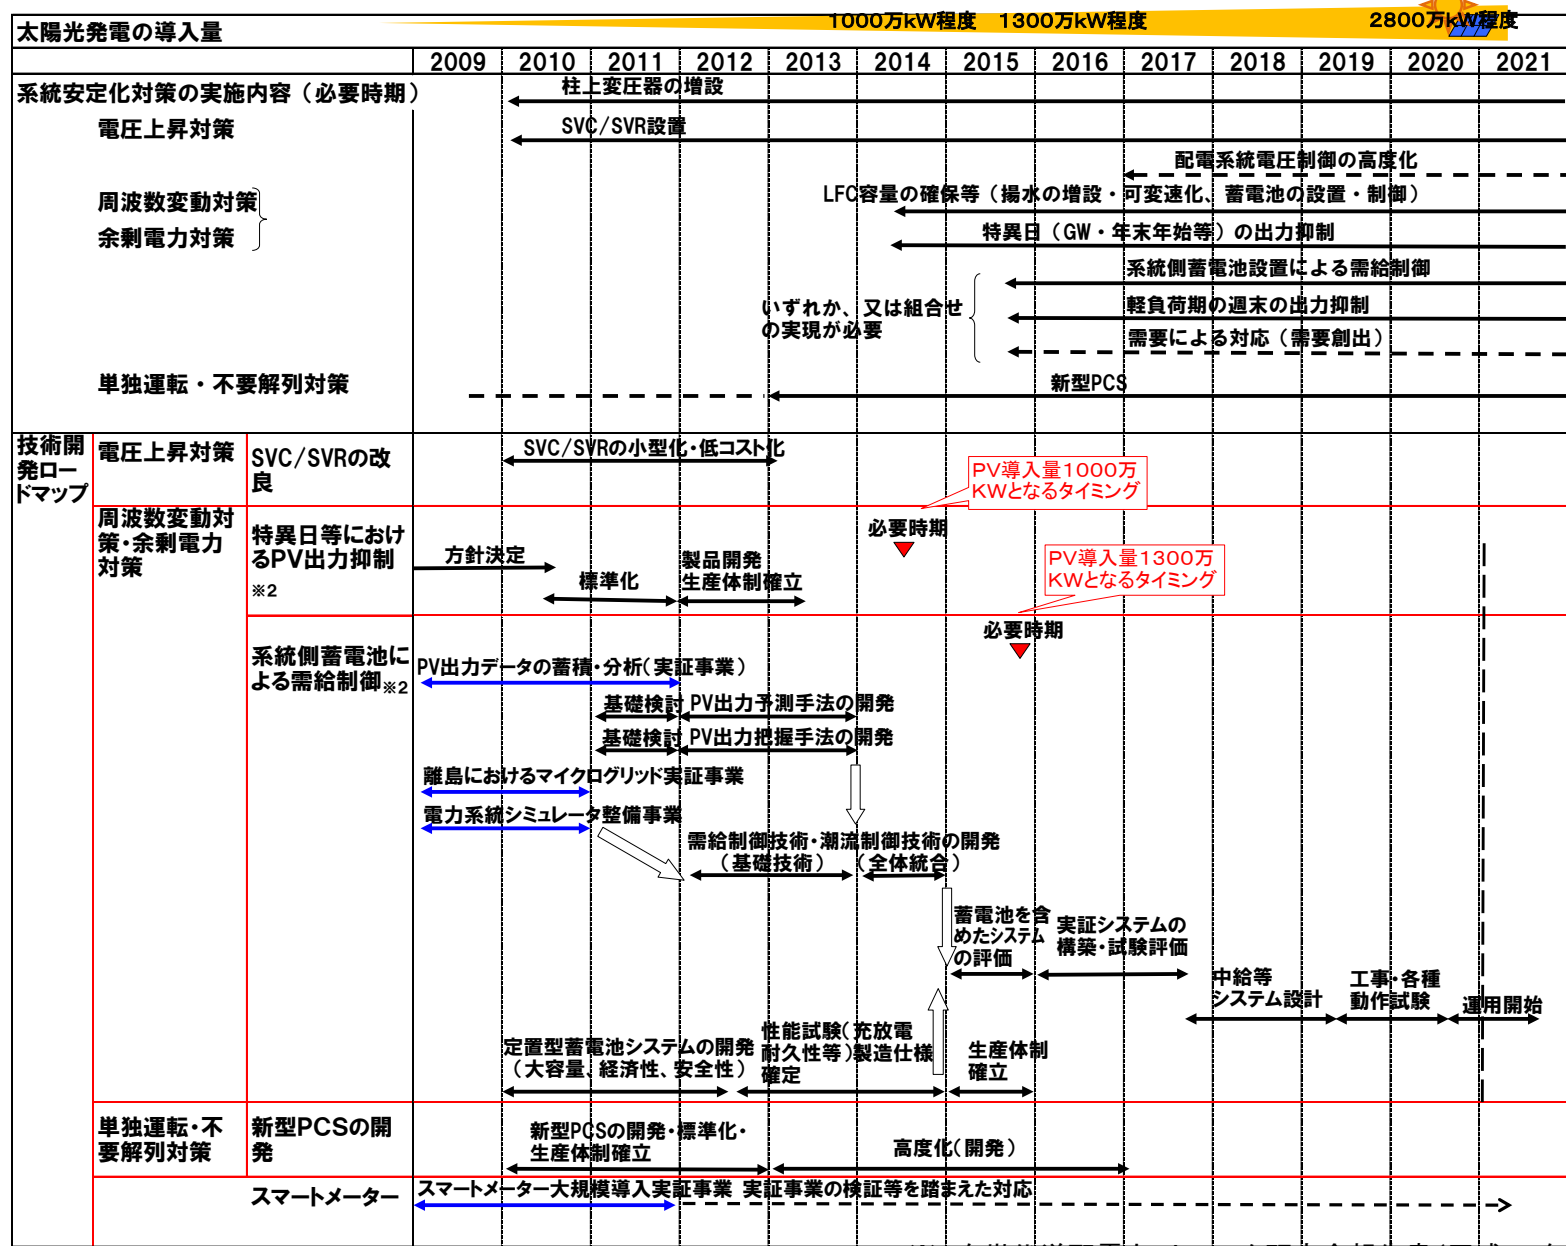 1000万kW程度 1300万kW程度 2800万kW程度
太陽光発電の導入量
2009 2010 2011 2012 2013 2014 2015 2016 2017 2018 2019 2020 2021
系統安定化対策の実施内容（必要時期）
柱上変圧器の増設
電圧上昇対策
SVC/SVR設置
配電系統電圧制御の高度化
周波数変動対策
LFC容量の確保等（揚水の増設・可変速化、蓄電池の設置・制御）
余剰電力対策
特異日（GW・年末年始等）の出力抑制
系統側蓄電池設置による需給制御
いずれか、又は組合せ
の実現が必要
軽負荷期の週末の出力抑制
需要による対応（需要創出）
単独運転・不要解列対策
新型PCS
技術開
発ロー
ドマップ
電圧上昇対策
SVC/SVRの改
良
SVC/SVRの小型化・低コスト化
PV導入量1000万
KWとなるタイミング
周波数変動対
策・余剰電力
対策
特異日等におけ
るPV出力抑制
※2
方針決定
標準化
製品開発
生産体制確立
必要時期
PV導入量1300万
KWとなるタイミング
必要時期
系統側蓄電池に
よる需給制御※2
PV出力データの蓄積・分析（実証事業）
基礎検討 PV出力予測手法の開発
基礎検討 PV出力把握手法の開発
離島におけるマイクログリッド実証事業
電力系統シミュレータ整備事業
需給制御技術・潮流制御技術の開発
（基礎技術） （全体統合）
蓄電池を含
めたシステム
の評価
実証システムの
構築・試験評価
中給等
システム設計
工事・各種
動作試験
運用開始
定置型蓄電池システムの開発
（大容量、経済性、安全性）
性能試験（充放電
耐久性等）製造仕様
確定
生産体制
確立
単独運転・不
要解列対策
新型PCSの開
発
新型PCSの開発・標準化・
生産体制確立
高度化（開発）
スマートメーター
スマートメーター大規模導入実証事業 実証事業の検証等を踏まえた対応